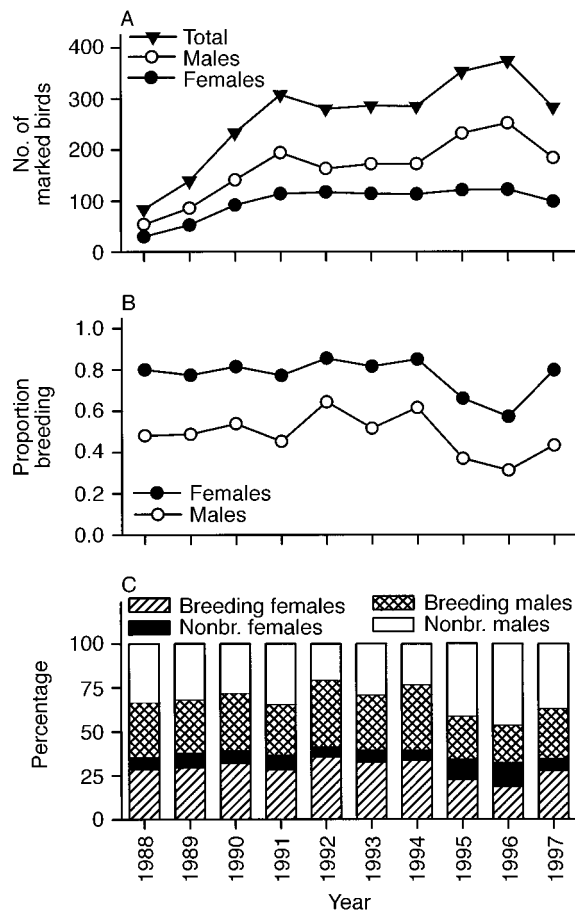 A
Total
Males
Females
400
300
200
100
0
No. of
marked birds
B
1.0
0.8
0.6
0.4
0.2
0.0
Proportion
breeding
Females
Males
C
Breeding females
Breeding males
Nonbr. females
Nonbr. males
100
75
50
25
0
Percentage
1988
1989
1990
1991
1992
1993
1994
1995
1996
1997
Year